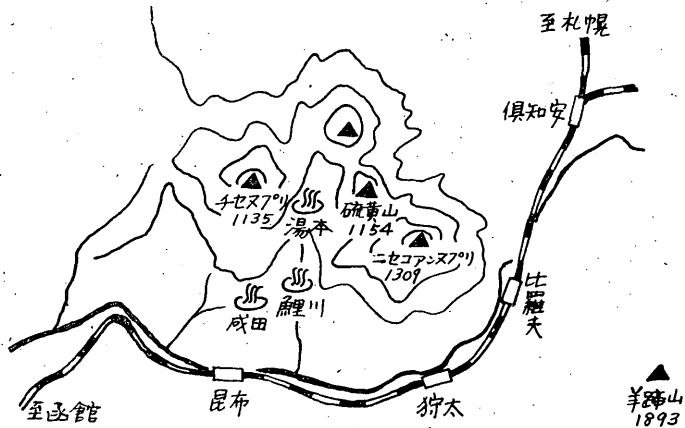 至札幌
倶知安
チセヌプリ
1135
湯本
硫黄山
1154
ニセコアンヌプリ
1309
比羅夫
成田
鯉川
昆布
狩太
至函館
羊蹄山
1893